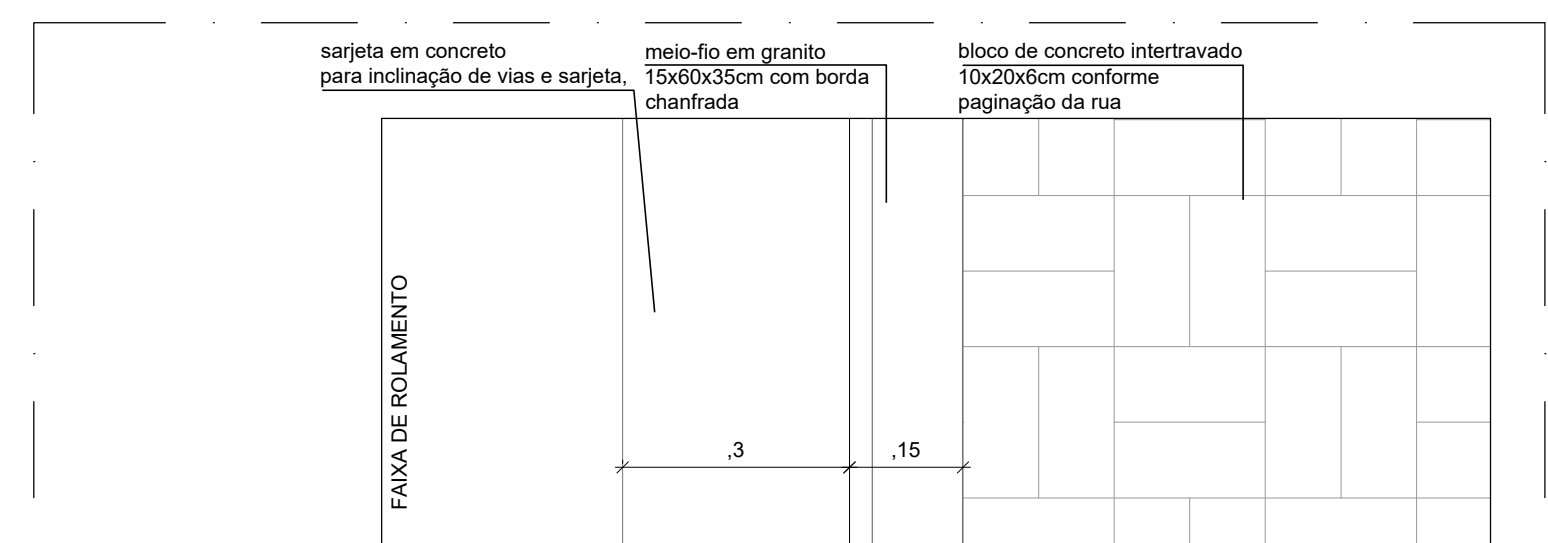 sarjeta em concreto
para inclinação de vias e sarjeta,
meio-fio em granito
15x60x35cm com borda
chanfrada
bloco de concreto intertravado
10x20x6cm conforme
paginação da rua
FAIXA DE ROLAMENTO
,3
,15